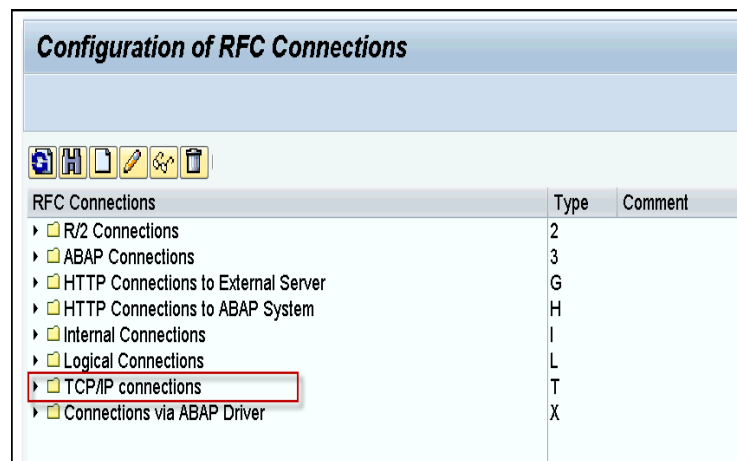 Configuration of RFC Connections
RFC Connections Type Comment
R/2 Connections 2
ABAP Connections 3
HTTP Connections to External Server G
HTTP Connections to ABAP System H
Internal Connections I
Logical Connections L
TCP/IP connections T
Connections via ABAP Driver X